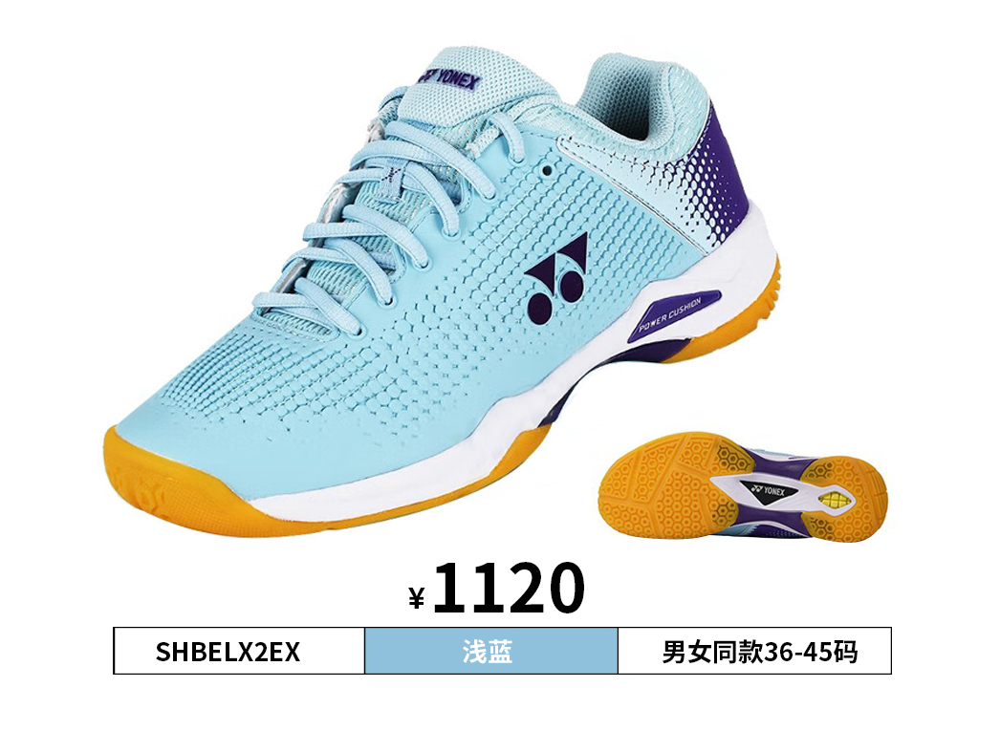 YONEX
POWER CUSHION
YONEX
¥1120
SHBELX2EX
浅蓝
男女同款36-45码